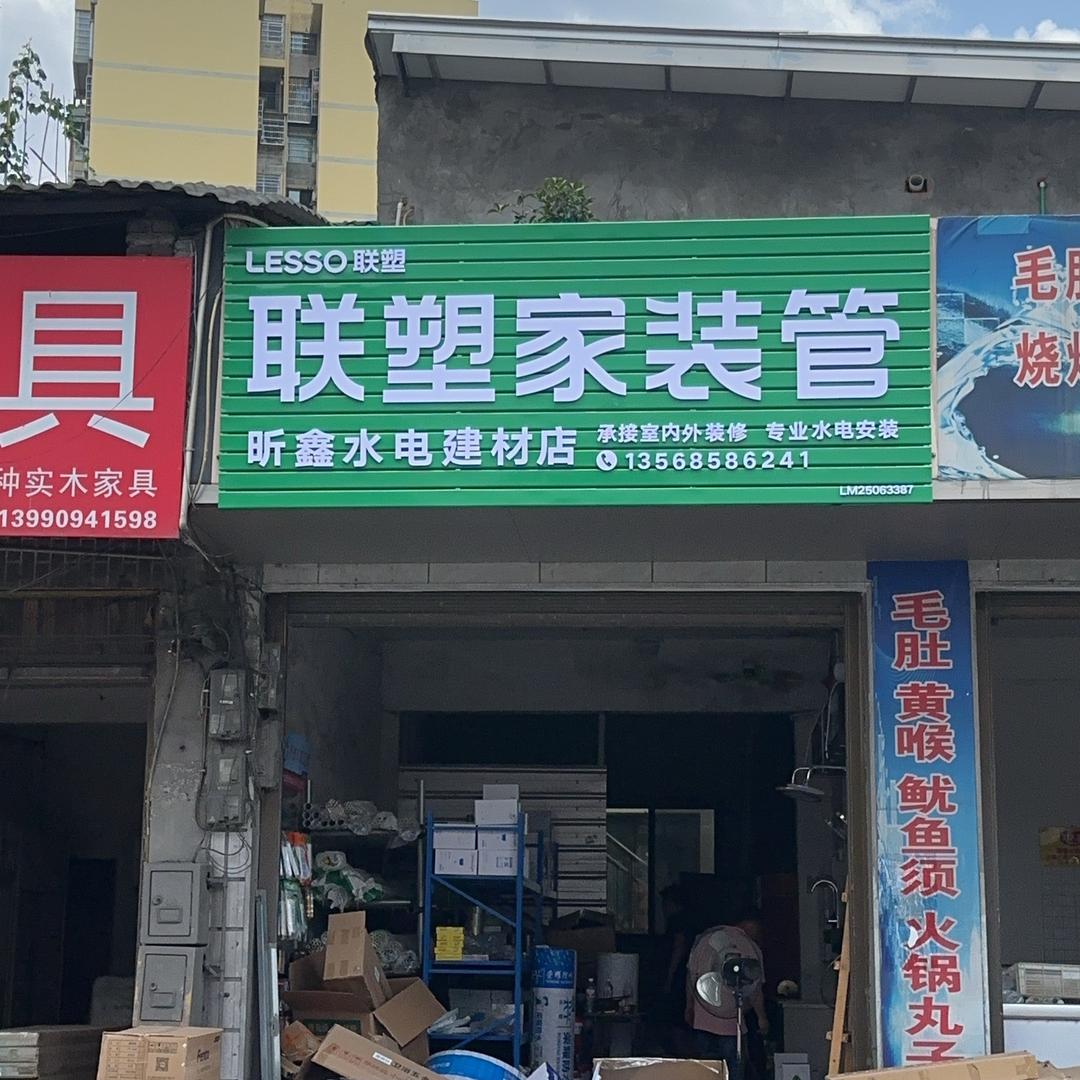 具
种实木家具
13990941598
LESSO 联塑
联塑家装管
昕鑫水电建材店
承接室内外装修 专业水电安装
13568586241
LM25063387
毛肚
烧
毛肚 黄喉 鱿鱼须 火锅丸子